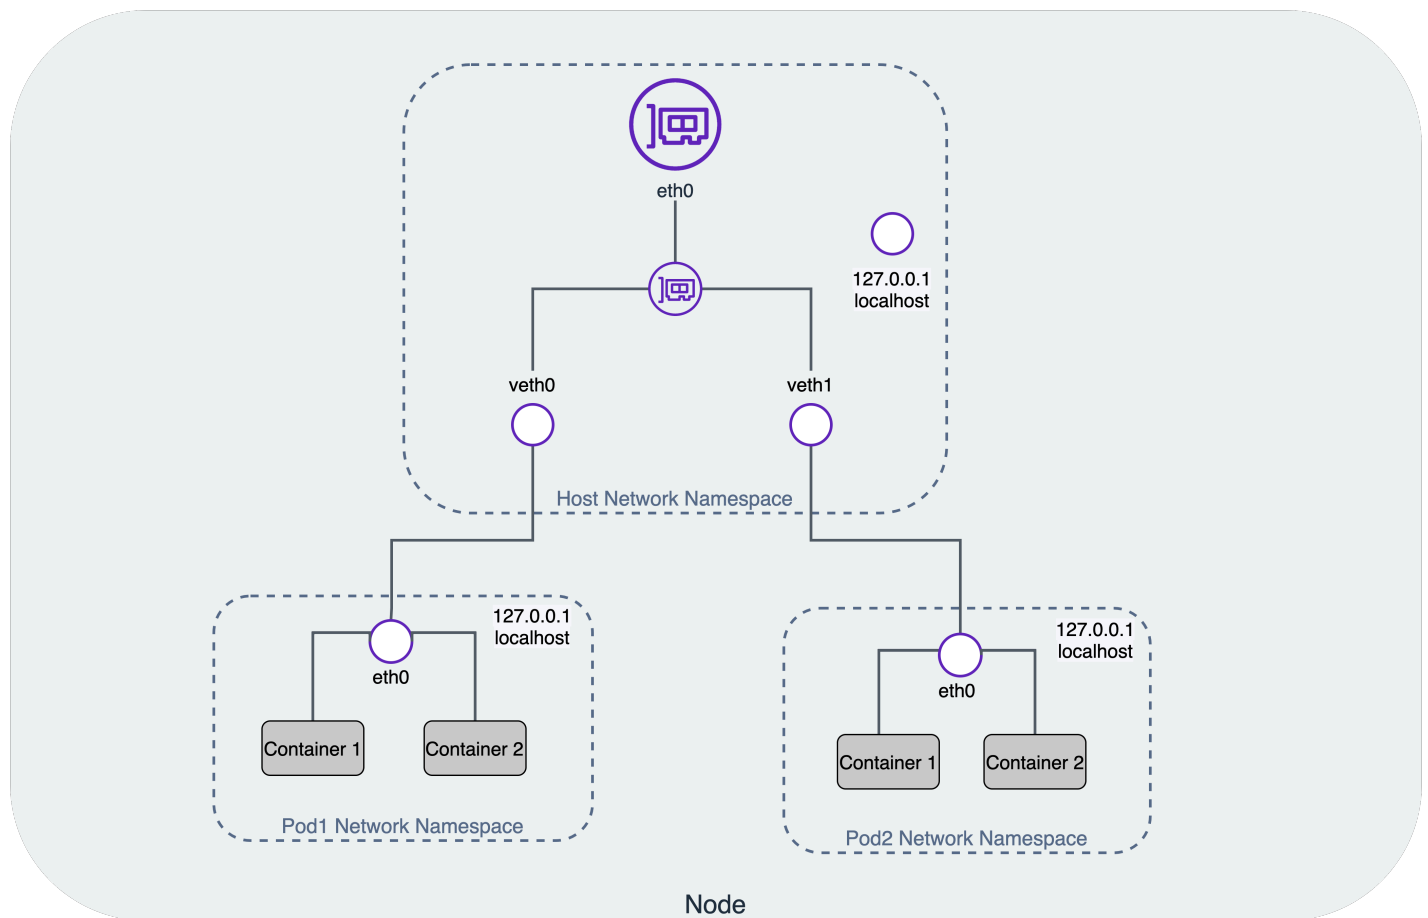 eth0
127.0.0.1
localhost
veth0
veth1
Host Network Namespace
127.0.0.1
localhost
eth0
Container 1
Container 2
Pod1 Network Namespace
127.0.0.1
localhost
eth0
Container 1
Container 2
Pod2 Network Namespace
Node